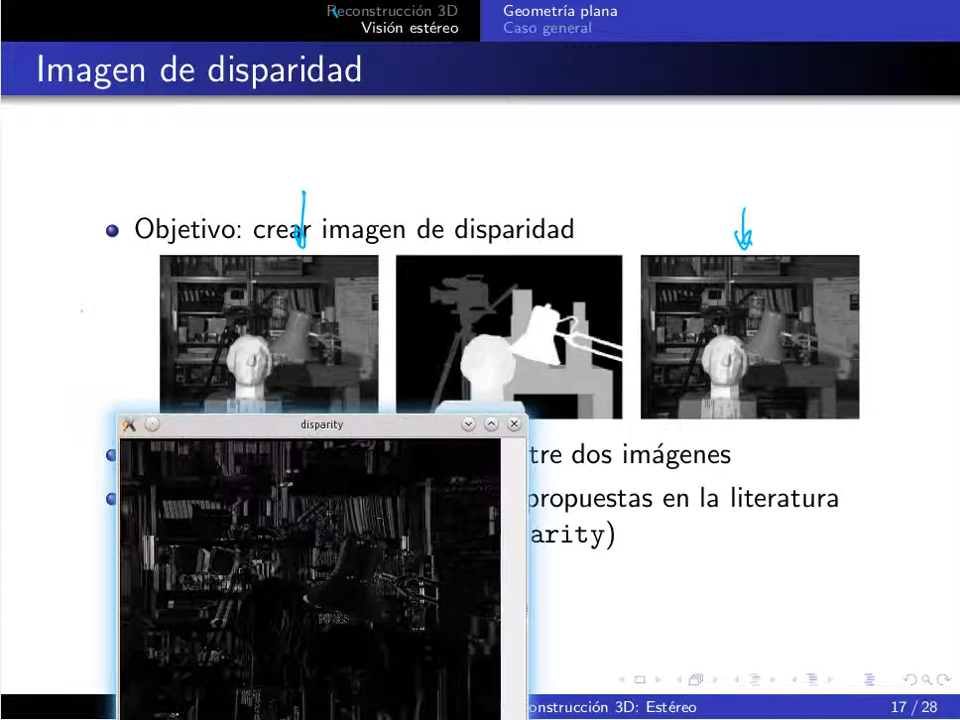 Reconstrucción 3D
Visión estéreo
Geometría plana
Caso general
Imagen de disparidad
Objetivo: crear imagen de disparidad
disparity
tre dos imágenes
propuestas en la literatura
arity)
onstrucción 3D: Estéreo
17 / 28